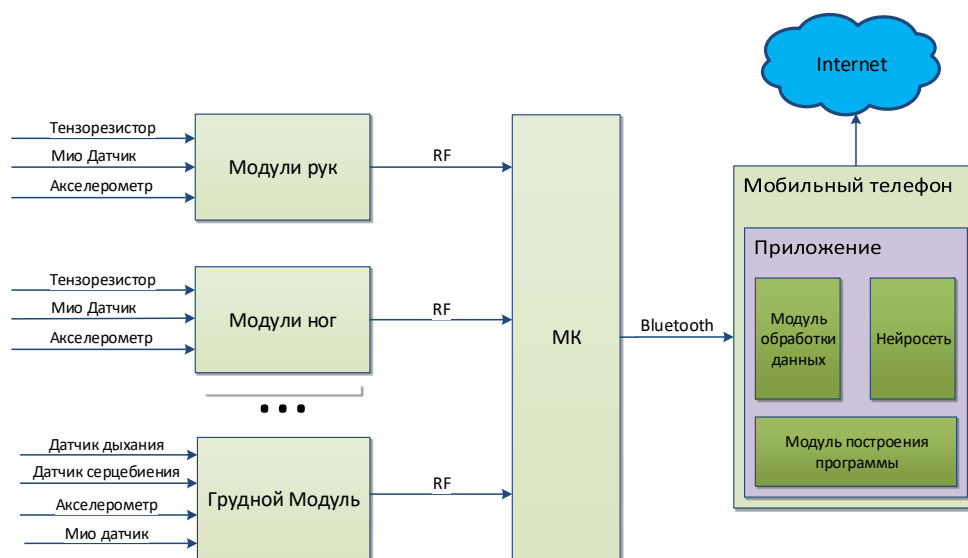 Internet
Тензорезистор
Мио Датчик
Акселерометр
Модули рук
RF
Мобильный телефон
Приложение
Тензорезистор
Мио Датчик
Акселерометр
Модули ног
RF
МК
Bluetooth
Модуль
обработки
данных
Нейросеть
Модуль построения
программы
Датчик дыхания
Датчик серцебиения
Акселерометр
Мио датчик
Грудной Модуль
RF